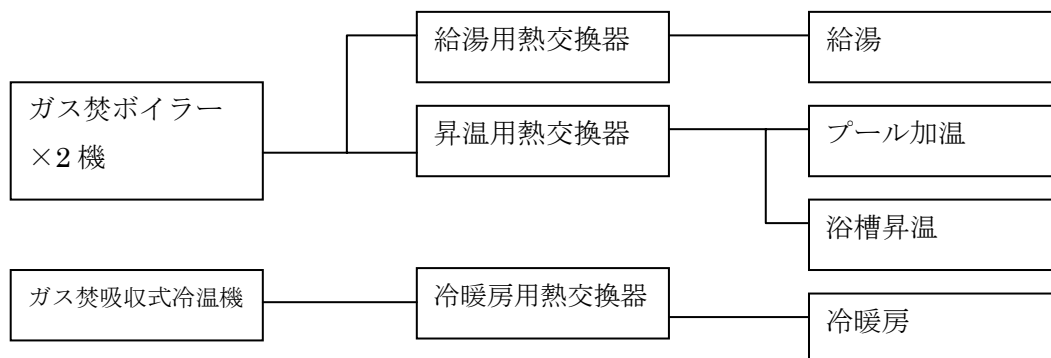 給湯用熱交換器
給湯
ガス焚ボイラー
×2 機
昇温用熱交換器
プール加温
浴槽昇温
ガス焚吸収式冷温機
冷暖房用熱交換器
冷暖房